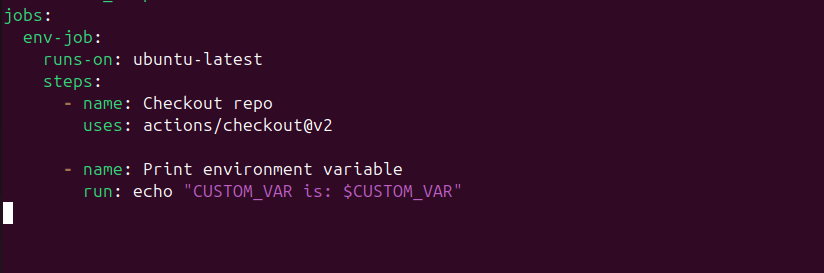 jobs:
  env-job:
    runs-on: ubuntu-latest
    steps:
      - name: Checkout repo
        uses: actions/checkout@v2
      - name: Print environment variable
        run: echo "CUSTOM_VAR is: $CUSTOM_VAR"